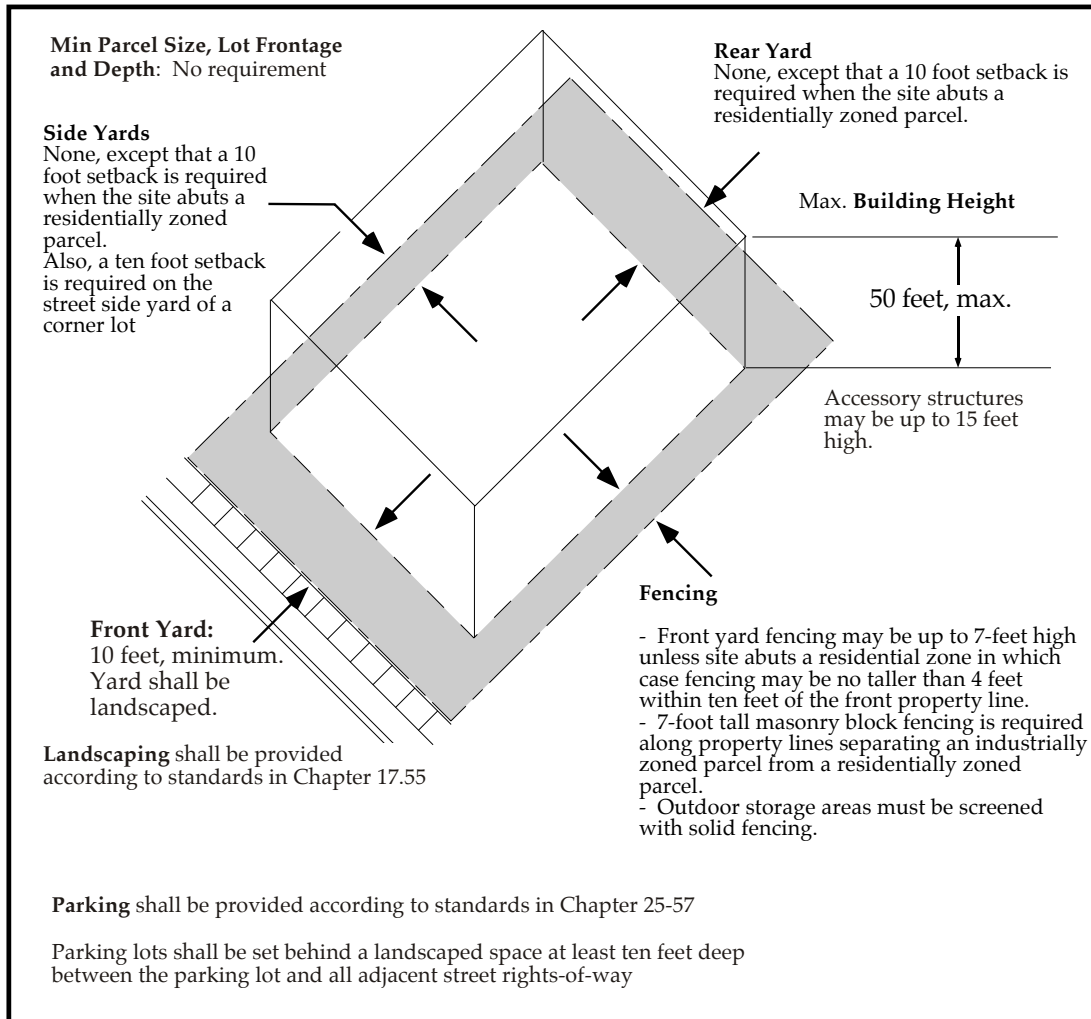 Min Parcel Size, Lot Frontage
and Depth: No requirement
Rear Yard
None, except that a 10 foot setback is
required when the site abuts a
residentially zoned parcel.
Side Yards
None, except that a 10
foot setback is required
when the site abuts a
residentially zoned
parcel.
Also, a ten foot setback
is required on the
street side yard of a
corner lot
Max. Building Height
50 feet, max.
Accessory structures
may be up to 15 feet
high.
Front Yard:
10 feet, minimum.
Yard shall be
landscaped.
Landscaping shall be provided
according to standards in Chapter 17.55
Fencing
- Front yard fencing may be up to 7-feet high
unless site abuts a residential zone in which
case fencing may be no taller than 4 feet
within ten feet of the front property line.
- 7-foot tall masonry block fencing is required
along property lines separating an industrially
zoned parcel from a residentially zoned
parcel.
- Outdoor storage areas must be screened
with solid fencing.
Parking shall be provided according to standards in Chapter 25-57
Parking lots shall be set behind a landscaped space at least ten feet deep
between the parking lot and all adjacent street rights-of-way